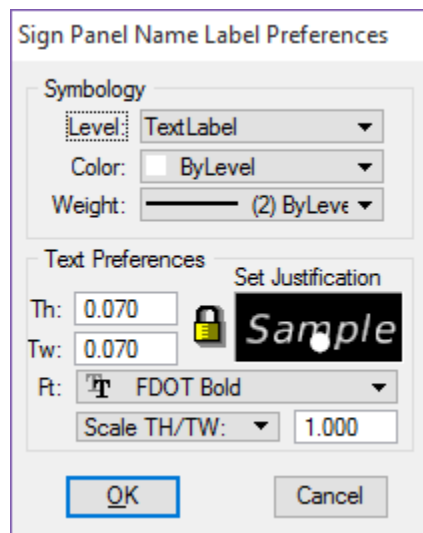 Sign Panel Name Label Preferences
Symbology
Level: TextLabel
Color: ByLevel
Weight: (2) ByLeve
Text Preferences
Set Justification
Th: 0.070
Sample
Tw: 0.070
Ft: FDOT Bold
Scale TH/TW: 1.000
OK Cancel